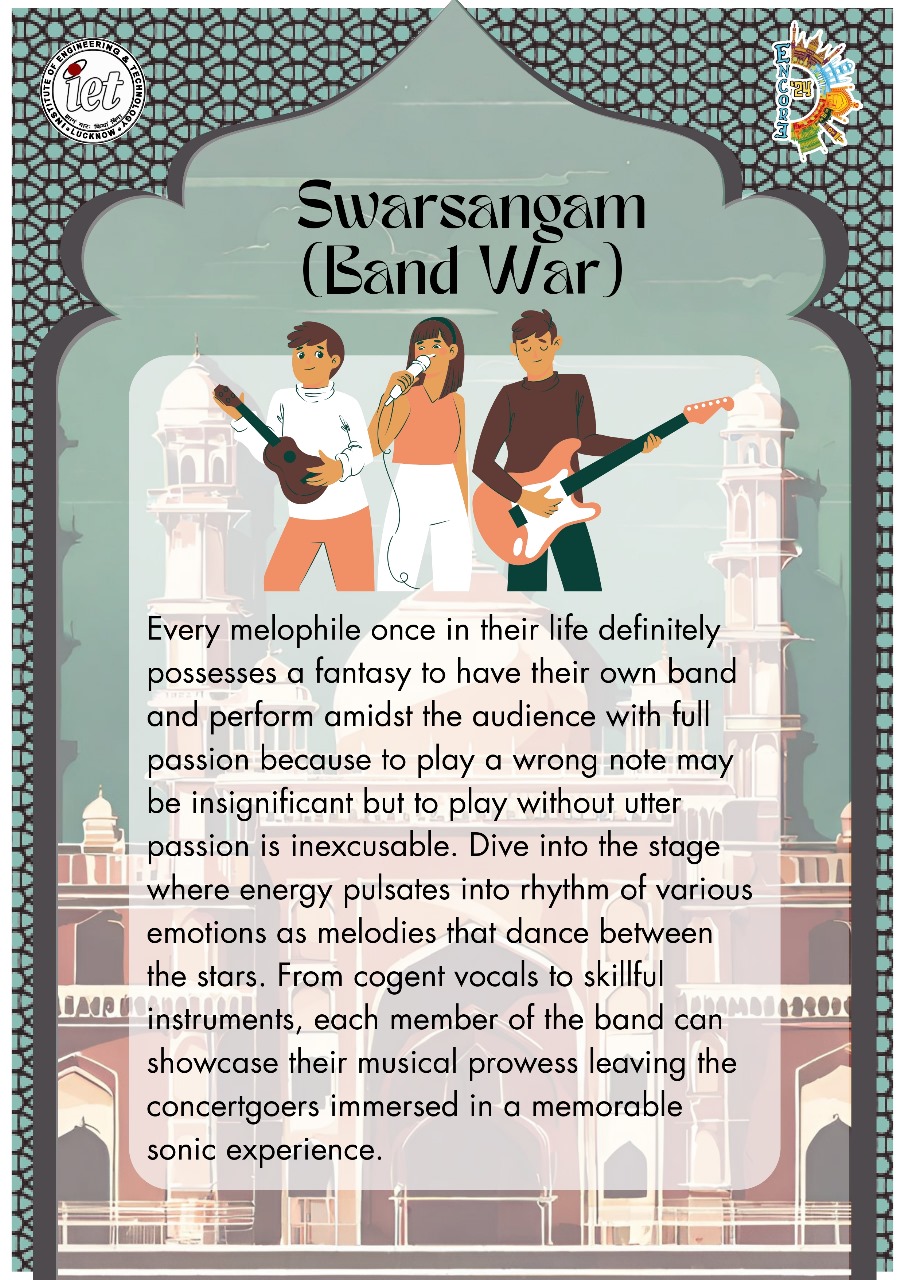 INSTITUTE OF ENGINEERING & TECHNOLOGY
iet
• LUCKNOW •
ENCORE
'24
Swarsangam
(Band War)
Every melophile once in their life definitely
possesses a fantasy to have their own band
and perform amidst the audience with full
passion because to play a wrong note may
be insignificant but to play without utter
passion is inexcusable. Dive into the stage
where energy pulsates into rhythm of various
emotions as melodies that dance between
the stars. From cogent vocals to skillful
instruments, each member of the band can
showcase their musical prowess leaving the
concertgoers immersed in a memorable
sonic experience.